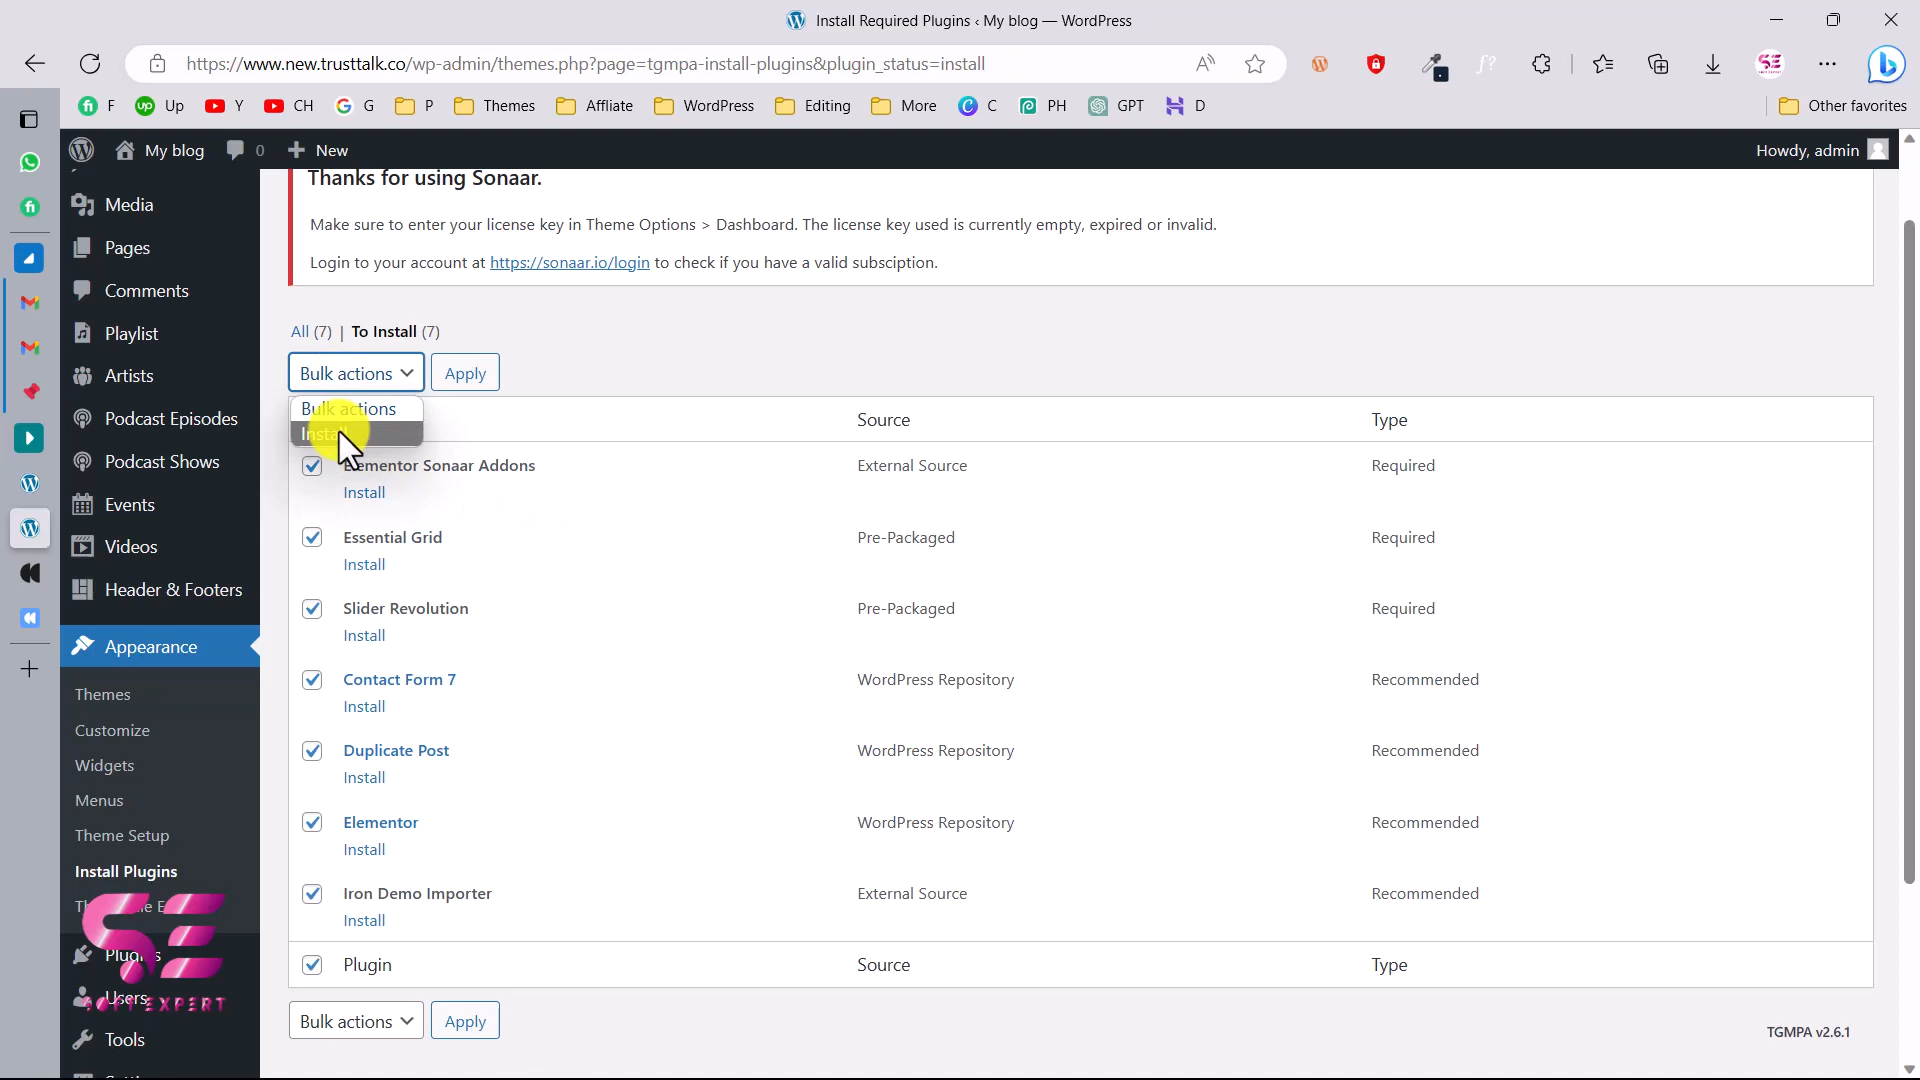 Install Required Plugins ‹ My blog — WordPress
https://www.new.trusttalk.co/wp-admin/themes.php?page=tgmpa-install-plugins&plugin_status=install
F Up Y CH G P Themes Affliate WordPress Editing More C PH GPT D Other favorites
My blog 0 New Howdy, admin
Media
Pages
Comments
Playlist
Artists
Podcast Episodes
Podcast Shows
Events
Videos
Header & Footers
Appearance
Themes
Customize
Widgets
Menus
Theme Setup
Install Plugins
Plugins
Users
Tools
SE
SOFT EXPERT
Thanks for using Sonaar.
Make sure to enter your license key in Theme Options > Dashboard. The license key used is currently empty, expired or invalid.
Login to your account at https://sonaar.io/login to check if you have a valid subsciption.
All (7) | To Install (7)
Bulk actions Apply
Bulk actions
Install
Source Type
Elementor Sonaar Addons External Source Required
Install
Essential Grid Pre-Packaged Required
Install
Slider Revolution Pre-Packaged Required
Install
Contact Form 7 WordPress Repository Recommended
Install
Duplicate Post WordPress Repository Recommended
Install
Elementor WordPress Repository Recommended
Install
Iron Demo Importer External Source Recommended
Install
Plugin Source Type
Bulk actions Apply
TGMPA v2.6.1